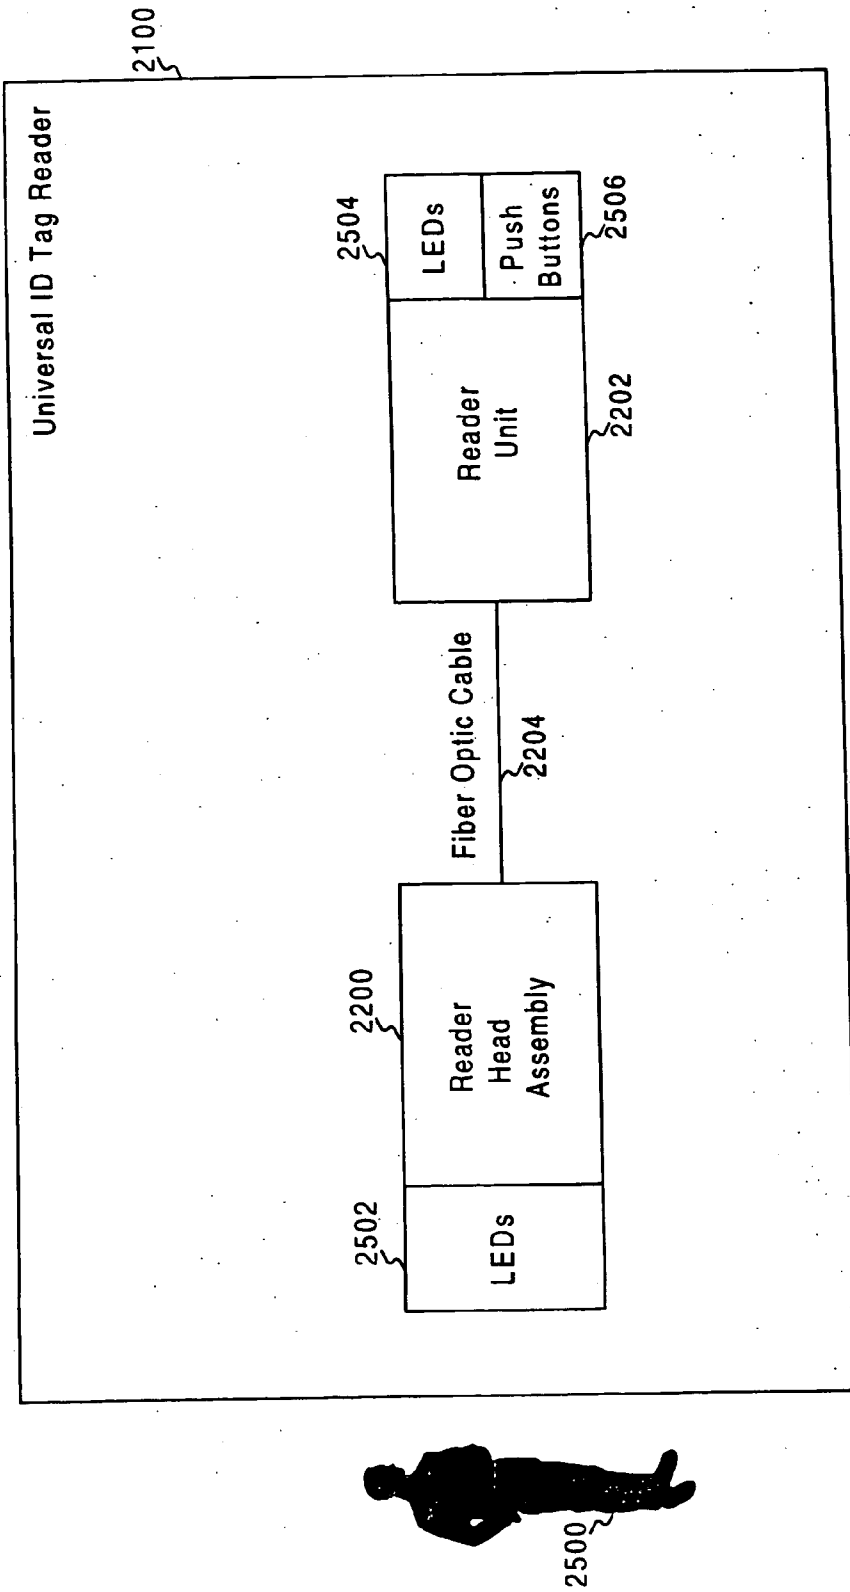 2100
Universal ID Tag Reader
2500
2502
LEDs
2200
Reader
Head
Assembly
Fiber Optic Cable
2204
Reader
Unit
2202
2504
LEDs
Push
Buttons
2506